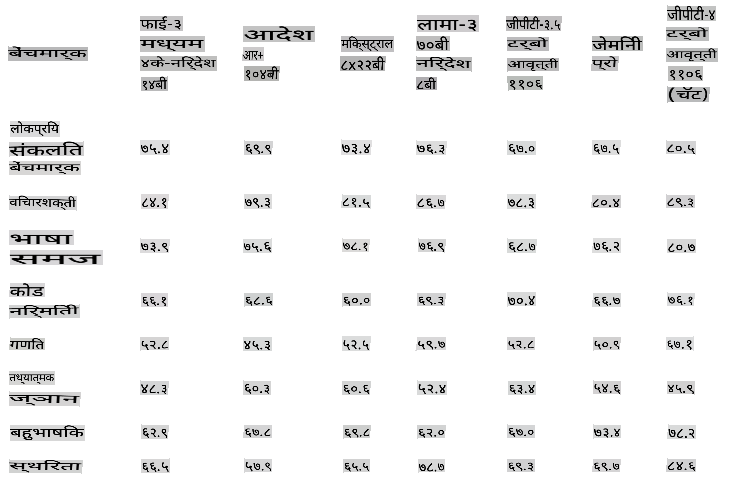 बेंचमार्क
फाई-३
मध्यम
४के-नरि्देश
१४बी
आदेश
आर+
१०४बी
मकि्स्ट्राल
८x२२बी
लामा-३
७०बी
नरि्देश
८बी
जीपीटी-३.५
टर्बो
आवृत्ती
११०६
जेमनिी
प्रो
जीपीटी-४
टर्बो
आवृत्ती
११०६
(चॅट)
लोकप्रयि
संकलति
बेंचमार्क
७५.४ ६९.९ ७३.४ ७६.३ ६७.० ६७.५ ८०.५
वचिारशक्ती ८४.१ ७९.३ ८१.५ ८६.७ ७८.३ ८०.४ ८९.३
भाषा
समज
७३.९ ७५.६ ७८.१ ७६.९ ६८.७ ७६.२ ८०.७
कोड
नरि्मतिी
६६.१ ६८.६ ६०.० ६९.३ ७०.४ ६६.७ ७६.१
गणति ५२.८ ४५.३ ५२.५ ५९.७ ५२.८ ५०.९ ६७.१
तथ्यात्मक
ज्ञान
४८.३ ६०.३ ६०.६ ५२.४ ६३.४ ५४.६ ४५.९
बहुभाषकि ६२.९ ६७.८ ६९.८ ६२.० ६७.० ७३.४ ७८.२
स्थरिता ६६.५ ५७.९ ६५.५ ७८.७ ६९.३ ६९.७ ८४.६